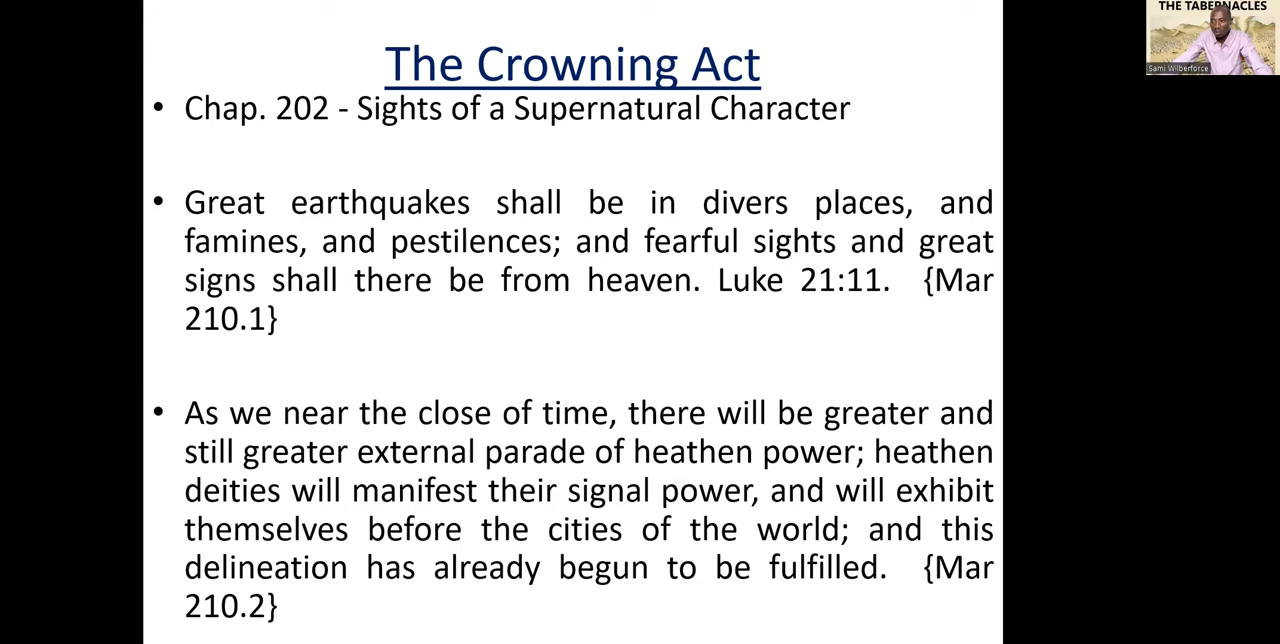 THE TABERNACLES
Sami Wilberforce
The Crowning Act
• Chap. 202 - Sights of a Supernatural Character
• Great earthquakes shall be in divers places, and
famines, and pestilences; and fearful sights and great
signs shall there be from heaven. Luke 21:11. {Mar
210.1}
• As we near the close of time, there will be greater and
still greater external parade of heathen power; heathen
deities will manifest their signal power, and will exhibit
themselves before the cities of the world; and this
delineation has already begun to be fulfilled. {Mar
210.2}